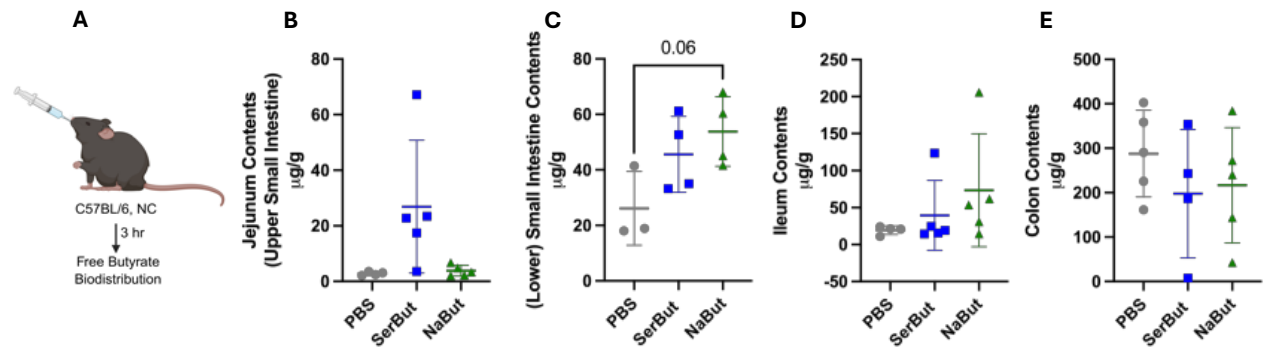 A
B
C
D
E
C57BL/6, NC
3 hr
Free Butyrate
Biodistribution
Jejunum Contents
(Upper Small Intestine)
μg/g
80
60
40
20
0
PBS
SerBut
NaBut
(Lower) Small Intestine Contents
μg/g
0.06
80
60
40
20
0
PBS
SerBut
NaBut
Ileum Contents
μg/g
250
200
150
100
50
0
-50
PBS
SerBut
NaBut
Colon Contents
μg/g
500
400
300
200
100
0
PBS
SerBut
NaBut